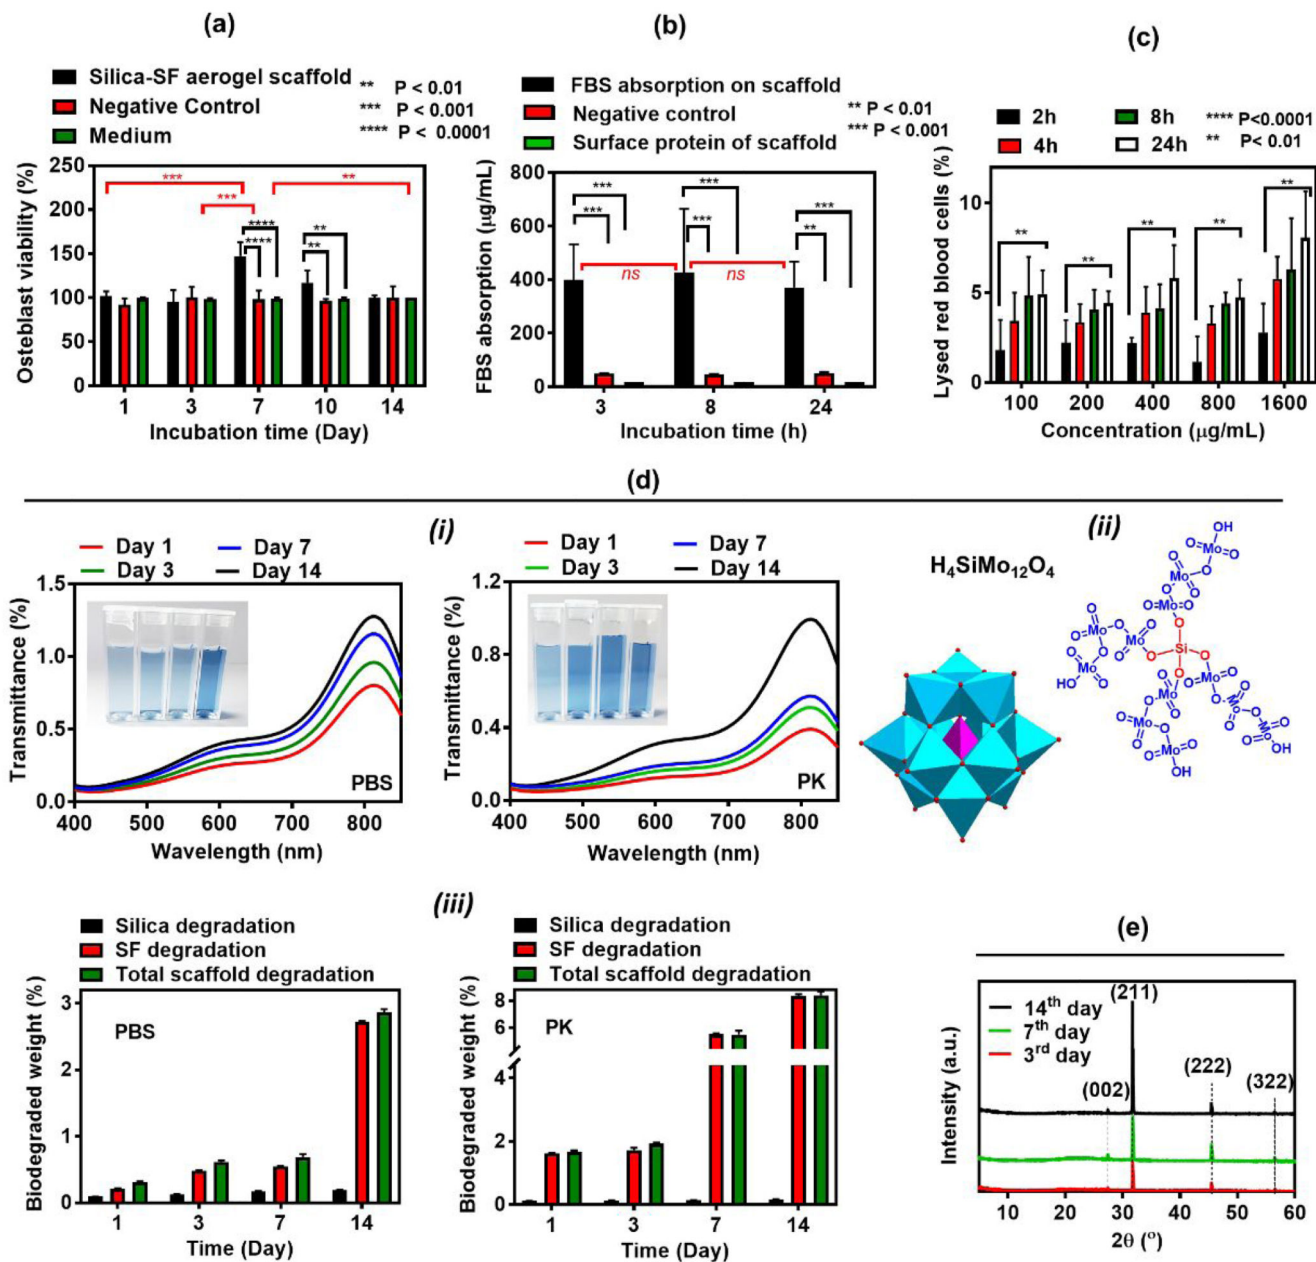 (a)
Silica-SF aerogel scaffold
Negative Control
Medium
** P < 0.01
*** P < 0.001
**** P < 0.0001
Osteblast viability (%)
250
200
150
100
50
0
***
***
**
****
****
**
**
1 3 7 10 14
Incubation time (Day)
(b)
FBS absorption on scaffold
Negative control
Surface protein of scaffold
** P < 0.01
*** P < 0.001
FBS absorption (μg/mL)
800
600
400
200
0
***
***
***
***
***
**
ns
ns
3 8 24
Incubation time (h)
(c)
2h
4h
8h
24h
**** P<0.0001
** P< 0.01
Lysed red blood cells (%)
10
5
0
**
**
**
**
**
100 200 400 800 1600
Concentration (μg/mL)
(d)
(i)
Day 1
Day 3
Day 7
Day 14
Transmittance (%)
1.5
1.0
0.5
0.0
PBS
400 500 600 700 800
Wavelength (nm)
Day 1
Day 3
Day 7
Day 14
Transmittance (%)
1.2
0.8
0.4
0.0
PK
400 500 600 700 800
Wavelength (nm)
(ii)
H4SiMo12O4
OH
O Mo O
O
O Mo O
O
O Mo O
O
O Si O
O
HO
OH
OH
(iii)
Silica degradation
SF degradation
Total scaffold degradation
Biodegraded weight (%)
3
2
1
0
PBS
1 3 7 14
Time (Day)
Silica degradation
SF degradation
Total scaffold degradation
Biodegraded weight (%)
8
6
4
2
0
PK
1 3 7 14
Time (Day)
(e)
14th day
7th day
3rd day
(211)
(002)
(222)
(322)
Intensity (a.u.)
10 20 30 40 50 60
2θ (°)